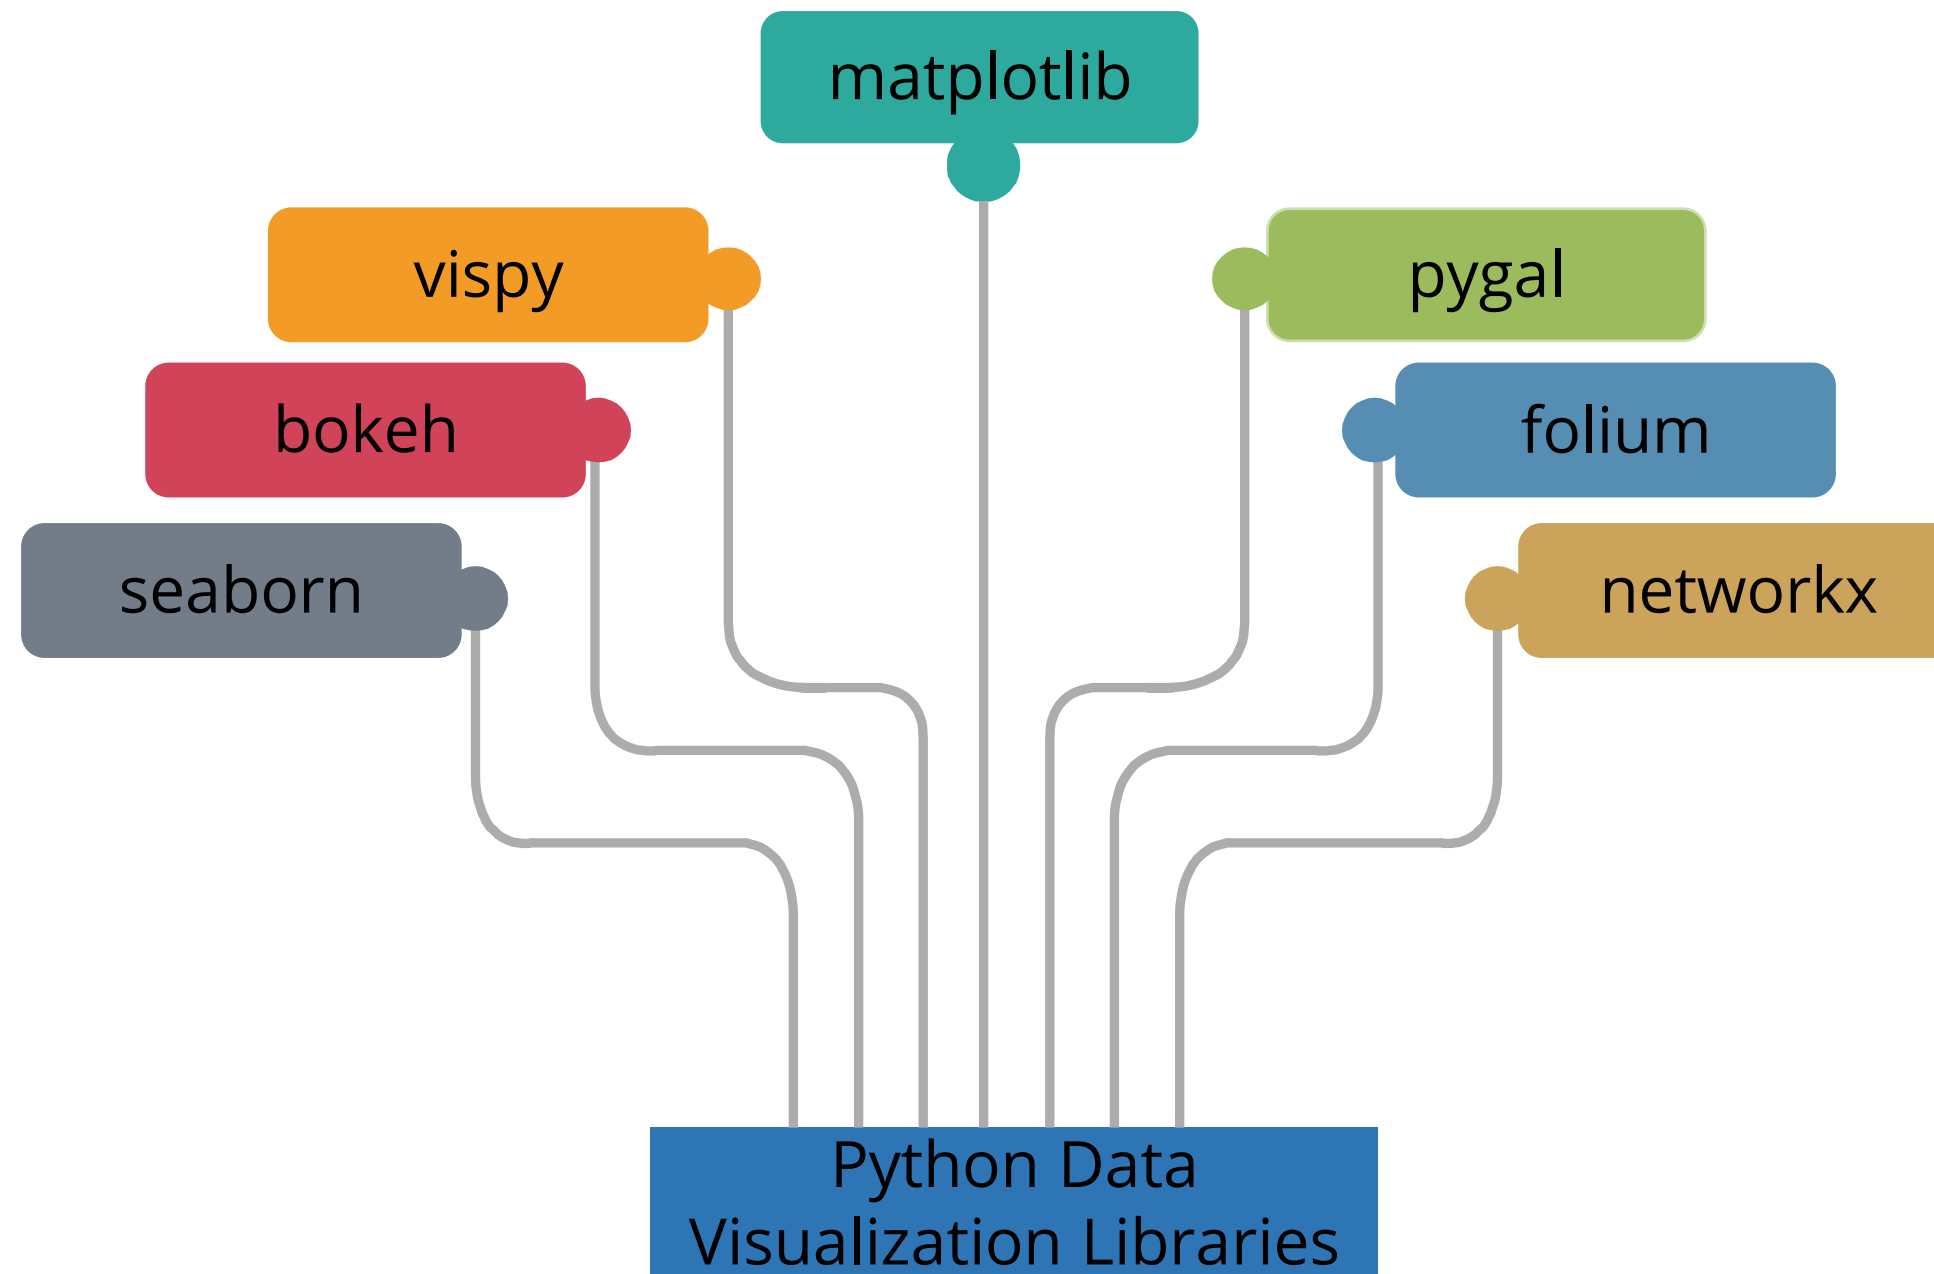 matplotlib
vispy
pygal
bokeh
folium
seaborn
networkx
Python Data
Visualization Libraries